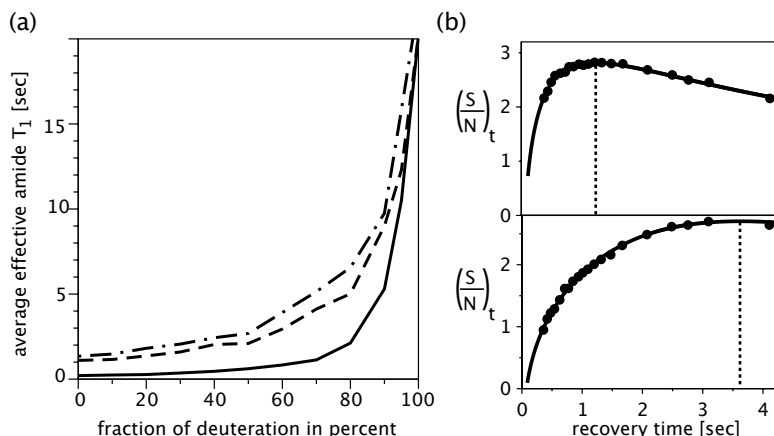 (a)
average effective amide T1 [sec]
15
10
5
0
0 20 40 60 80 100
fraction of deuteration in percent
(b)
(S/N)t
3
2
1
0
(S/N)t
2
1
0
0 1 2 3 4
recovery time [sec]